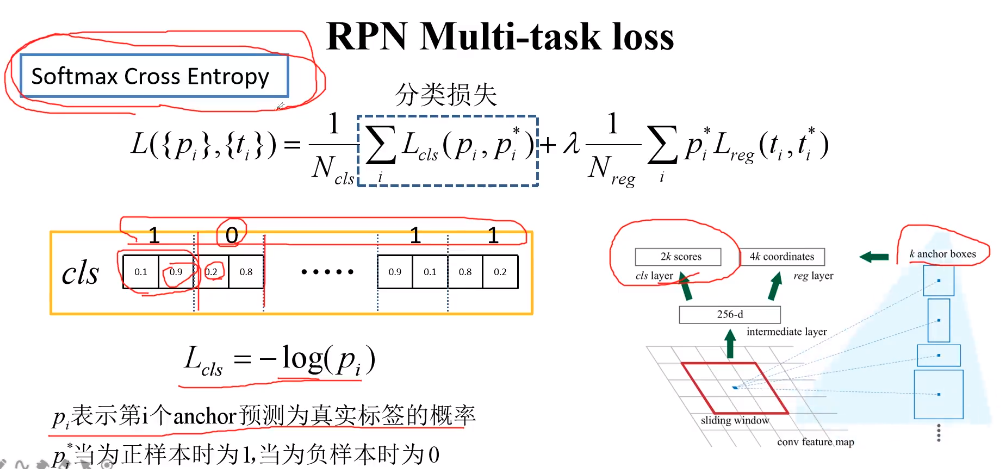 RPN Multi-task loss
Softmax Cross Entropy
分类损失
L({p_i},{t_i}) = \frac{1}{N_{cls}} \sum_i L_{cls}(p_i, p_i^*) + λ \frac{1}{N_{reg}} \sum_i p_i^* L_{reg}(t_i, t_i^*)
1 0 1 1
cls 0.1 0.9 0.2 0.8 ••••• 0.9 0.1 0.8 0.2
L_{cls} = -log(p_i)
p_i表示第i个anchor预测为真实标签的概率
p_i^*当为正样本时为1,当为负样本时为0
2k scores 4k coordinates k anchor boxes
cls layer reg layer
256-d
intermediate layer
sliding window
conv feature map